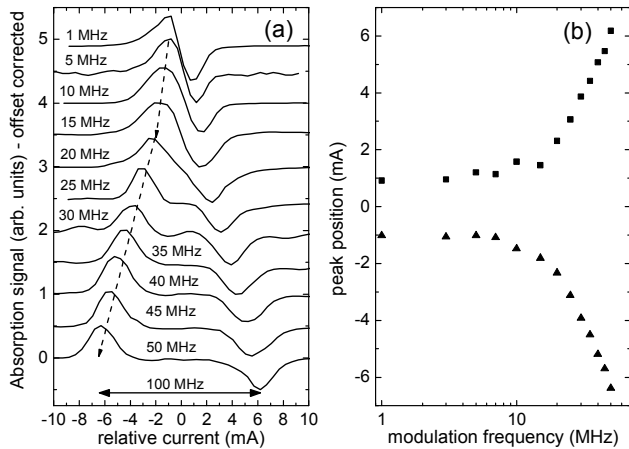 (a)
5
4
3
2
1
0
1 MHz
5 MHz
10 MHz
15 MHz
20 MHz
25 MHz
30 MHz
35 MHz
40 MHz
45 MHz
50 MHz
100 MHz
-10 -8 -6 -4 -2 0 2 4 6 8 10
relative current (mA)
Absorption signal (arb. units) - offset corrected
(b)
6
4
2
0
-2
-4
-6
1 10
modulation frequency (MHz)
peak position (mA)